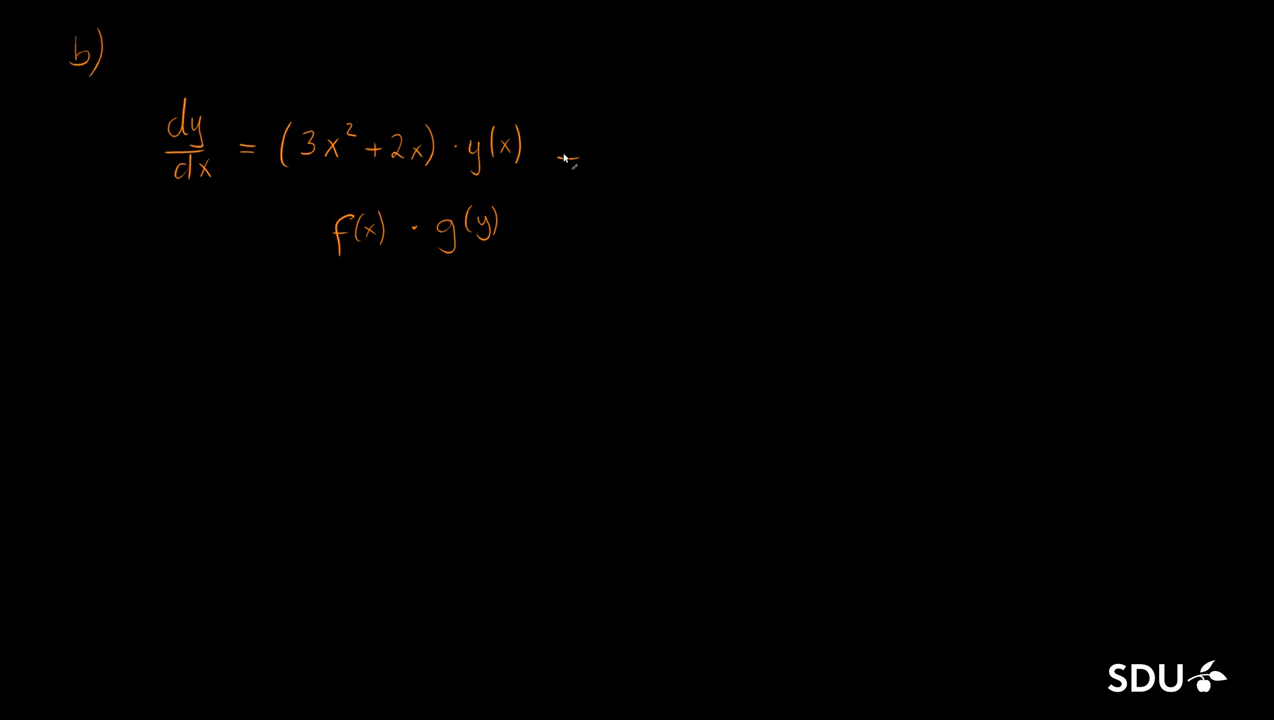 b)
dy/dx = (3x² + 2x) · y(x) –
f(x) · g(y)
SDU